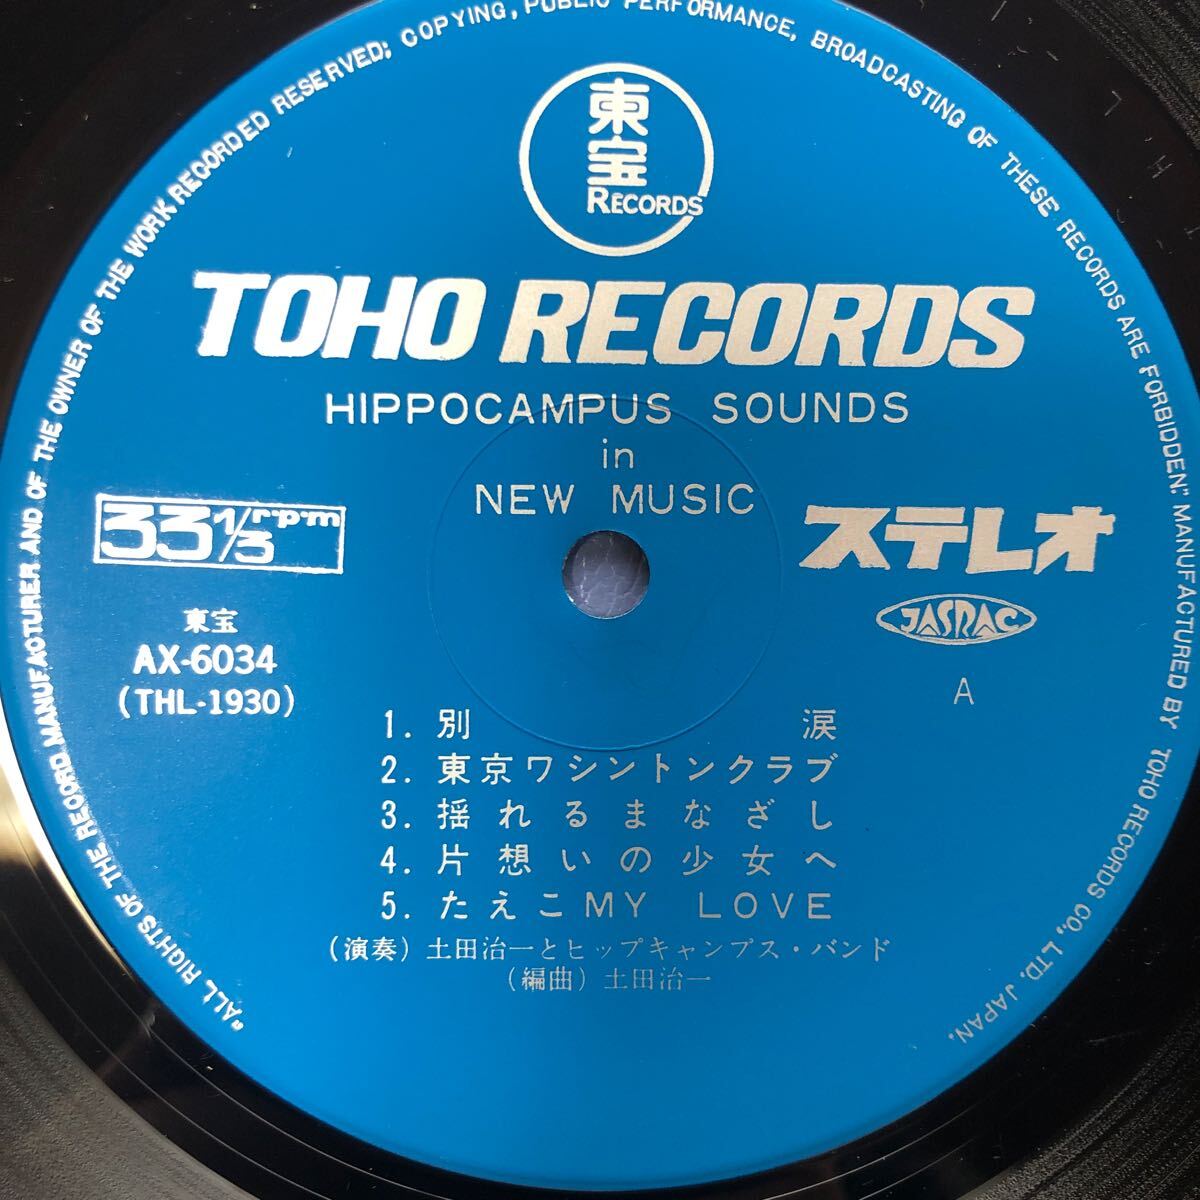 "ALL RIGHTS OF THE RECORD MANUFACTURER AND OF THE OWNER OF THE WORK RECORDED RESERVED; COPYING, PUBLIC PERFORMANCE, BROADCASTING OF THESE RECORDS ARE FORBIDDEN." MANUFACTURED BY TOHO RECORDS CO., LTD. JAPAN.
東宝
RECORDS
TOHO RECORDS
HIPPOCAMPUS SOUNDS
in
NEW MUSIC
33 1/3 r.p.m
ステレオ
JASRAC
東宝
AX-6034
(THL-1930)
A
1. 別 涙
2. 東京ワシントンクラブ
3. 揺れるまなざし
4. 片想いの少女へ
5. たえこMY LOVE
(演奏) 土田治一とヒップキャンプス・バンド
(編曲) 土田治一